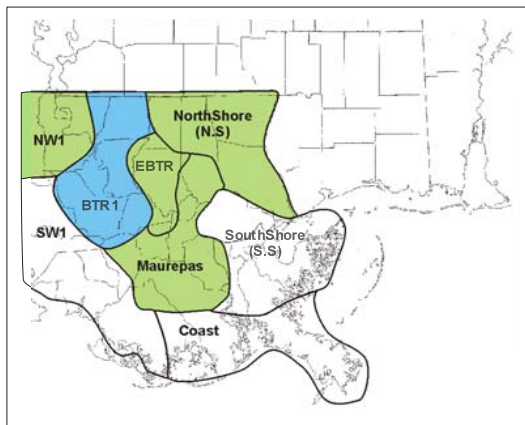 NW1
NorthShore
(N.S)
EBTR
BTR 1
SW1
SouthShore
(S.S)
Maurepas
Coast